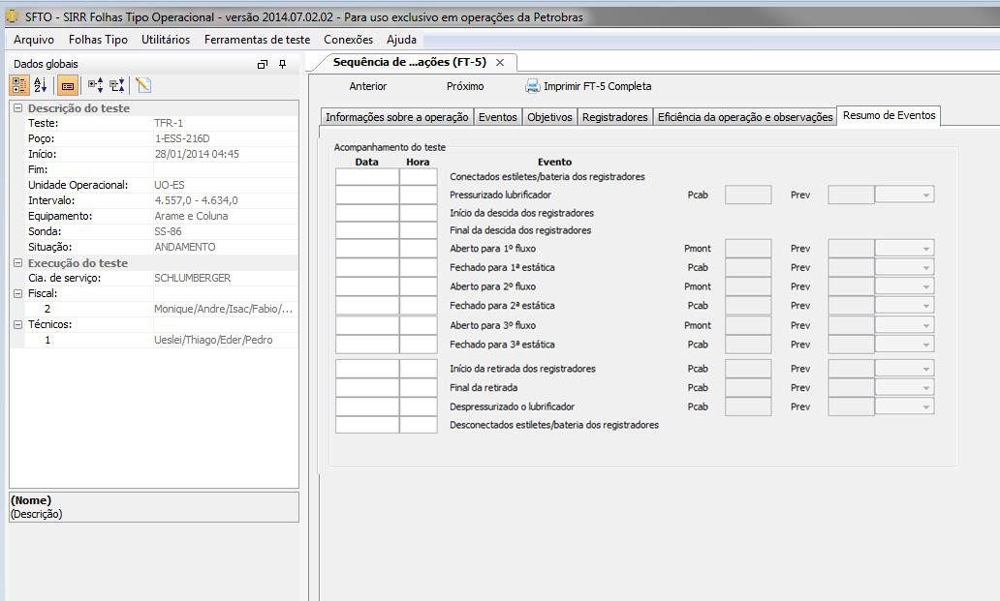 SFTO - SIRR Folhas Tipo Operacional - versão 2014.07.02.02 - Para uso exclusivo em operações da Petrobras
Arquivo Folhas Tipo Utilitários Ferramentas de teste Conexões Ajuda
Dados globais
Descrição do teste
Teste: TFR-1
Poço: 1-ESS-216D
Início: 28/01/2014 04:45
Fim:
Unidade Operacional: UO-ES
Intervalo: 4.557,0 - 4.634,0
Equipamento: Arame e Coluna
Sonda: SS-86
Situação: ANDAMENTO
Execução do teste
Cia. de serviço: SCHLUMBERGER
Fiscal:
2 Monique/Andre/Isac/Fabio/...
Técnicos:
1 Ueslei/Thiago/Eder/Pedro
(Nome)
(Descrição)
Sequência de ...ações (FT-5)
Anterior Próximo Imprimir FT-5 Completa
Informações sobre a operação Eventos Objetivos Registradores Eficiência da operação e observações Resumo de Eventos
Acompanhamento do teste
Data Hora Evento
Conectados estiletes/bateria dos registradores
Pressurizado lubrificador Pcab Prev
Início da descida dos registradores
Final da descida dos registradores
Aberto para 1º fluxo Pmont Prev
Fechado para 1ª estática Pcab Prev
Aberto para 2º fluxo Pmont Prev
Fechado para 2ª estática Pcab Prev
Aberto para 3º fluxo Pmont Prev
Fechado para 3ª estática Pcab Prev
Início da retirada dos registradores Pcab Prev
Final da retirada Pcab Prev
Despressurizado o lubrificador Pcab Prev
Desconectados estiletes/bateria dos registradores